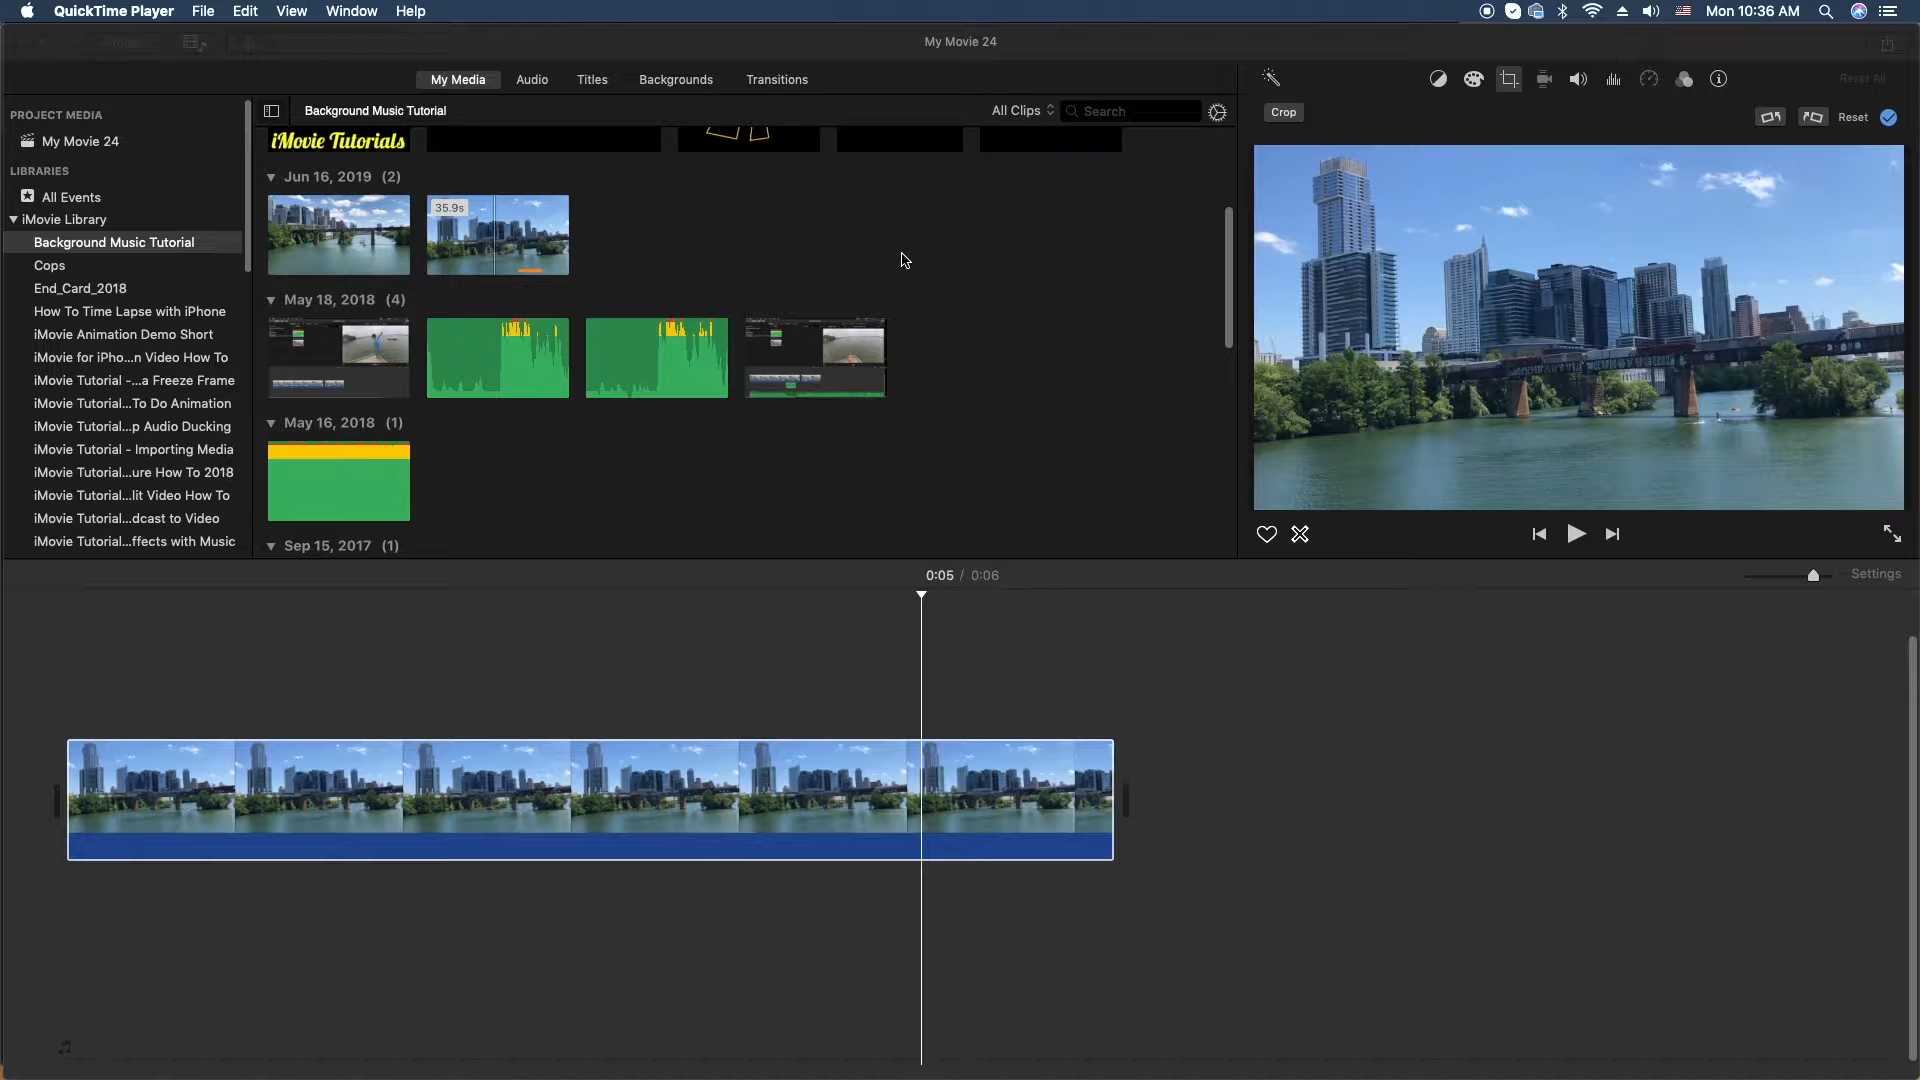 QuickTime Player File Edit View Window Help
Mon 10:36 AM
My Movie 24
My Media Audio Titles Backgrounds Transitions
Reset All
PROJECT MEDIA
My Movie 24
LIBRARIES
All Events
iMovie Library
Background Music Tutorial
Cops
End_Card_2018
How To Time Lapse with iPhone
iMovie Animation Demo Short
iMovie for iPho...n Video How To
iMovie Tutorial -...a Freeze Frame
iMovie Tutorial...To Do Animation
iMovie Tutorial...p Audio Ducking
iMovie Tutorial - Importing Media
iMovie Tutorial...ure How To 2018
iMovie Tutorial...lit Video How To
iMovie Tutorial...dcast to Video
iMovie Tutorial...ffects with Music
Background Music Tutorial
All Clips
Search
iMovie Tutorials
Jun 16, 2019 (2)
35.9s
May 18, 2018 (4)
May 16, 2018 (1)
Sep 15, 2017 (1)
Crop
Reset
0:05 / 0:06
Settings